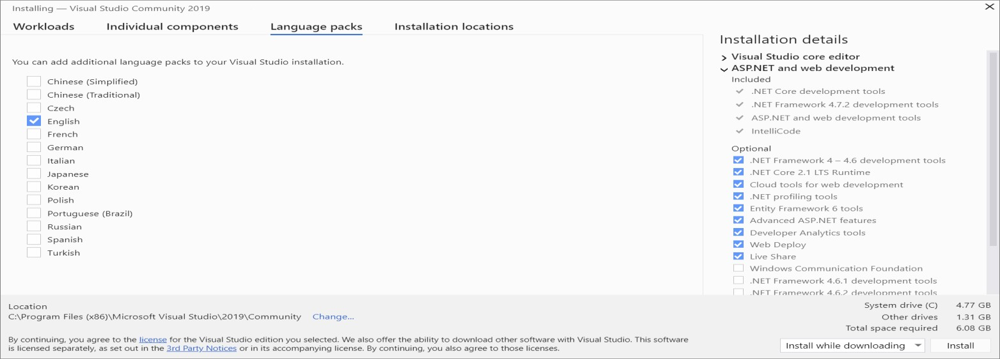 Installing — Visual Studio Community 2019
Workloads
Individual components
Language packs
Installation locations
You can add additional language packs to your Visual Studio installation.
Chinese (Simplified)
Chinese (Traditional)
Czech
English
French
German
Italian
Japanese
Korean
Polish
Portuguese (Brazil)
Russian
Spanish
Turkish
Installation details
Visual Studio core editor
ASP.NET and web development
Included
.NET Core development tools
.NET Framework 4.7.2 development tools
ASP.NET and web development tools
IntelliCode
Optional
.NET Framework 4 – 4.6 development tools
.NET Core 2.1 LTS Runtime
Cloud tools for web development
.NET profiling tools
Entity Framework 6 tools
Advanced ASP.NET features
Developer Analytics tools
Web Deploy
Live Share
Windows Communication Foundation
.NET Framework 4.6.1 development tools
.NET Framework 4.6.2 development tools
Location
C:\Program Files (x86)\Microsoft Visual Studio\2019\Community Change...
By continuing, you agree to the license for the Visual Studio edition you selected. We also offer the ability to download other software with Visual Studio. This software
is licensed separately, as set out in the 3rd Party Notices or in its accompanying license. By continuing, you also agree to those licenses.
System drive (C) 4.77 GB
Other drives 1.31 GB
Total space required 6.08 GB
Install while downloading
Install